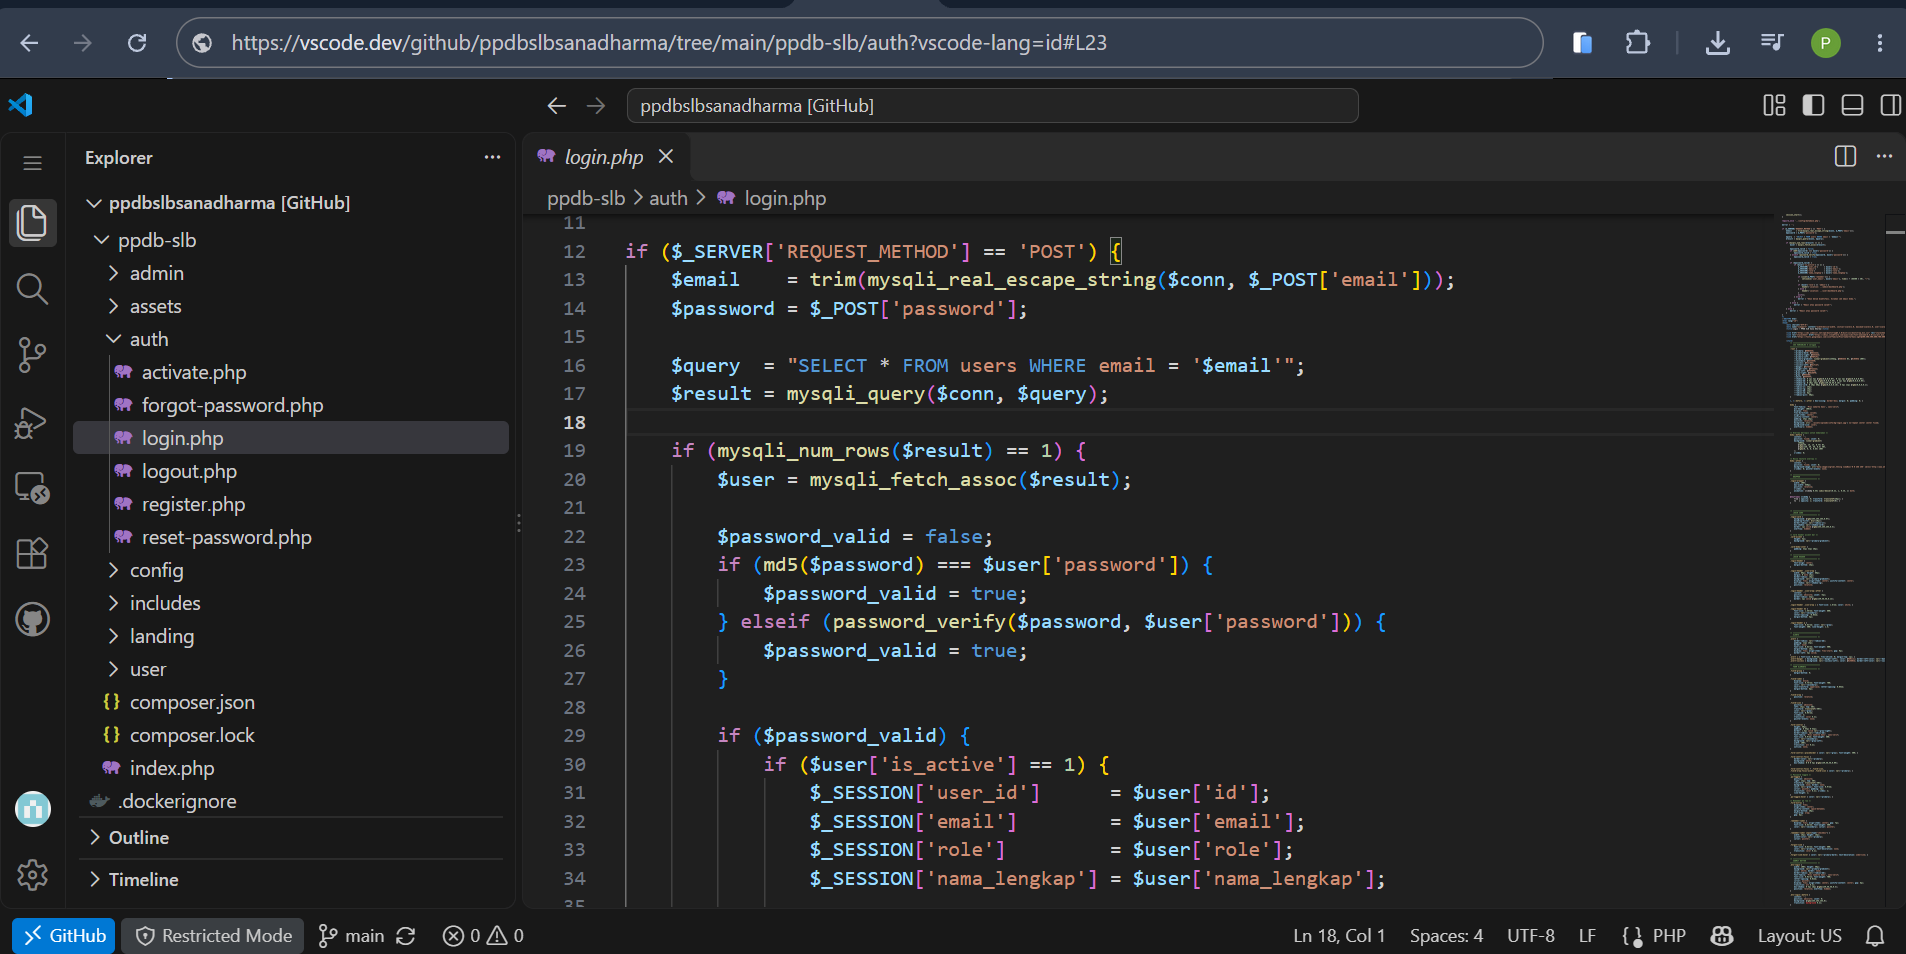 https://vscode.dev/github/ppdbslbsanadharma/tree/main/ppdb-slb/auth?vscode-lang=id#L23
P
ppdbslbsanadharma [GitHub]
Explorer
ppdbslbsanadharma [GitHub]
ppdb-slb
admin
assets
auth
activate.php
forgot-password.php
login.php
logout.php
register.php
reset-password.php
config
includes
landing
user
{} composer.json
{} composer.lock
index.php
.dockerignore
Outline
Timeline
login.php
ppdb-slb > auth > login.php
11
12 if ($_SERVER['REQUEST_METHOD'] == 'POST') {
13 $email    = trim(mysqli_real_escape_string($conn, $_POST['email']));
14 $password = $_POST['password'];
15
16 $query  = "SELECT * FROM users WHERE email = '$email'";
17 $result = mysqli_query($conn, $query);
18
19 if (mysqli_num_rows($result) == 1) {
20 $user = mysqli_fetch_assoc($result);
21
22 $password_valid = false;
23 if (md5($password) === $user['password']) {
24 $password_valid = true;
25 } elseif (password_verify($password, $user['password'])) {
26 $password_valid = true;
27 }
28
29 if ($password_valid) {
30 if ($user['is_active'] == 1) {
31 $_SESSION['user_id']      = $user['id'];
32 $_SESSION['email']        = $user['email'];
33 $_SESSION['role']         = $user['role'];
34 $_SESSION['nama_lengkap'] = $user['nama_lengkap'];
35
GitHub
Restricted Mode
main
0 0
Ln 18, Col 1
Spaces: 4
UTF-8
LF
{} PHP
Layout: US